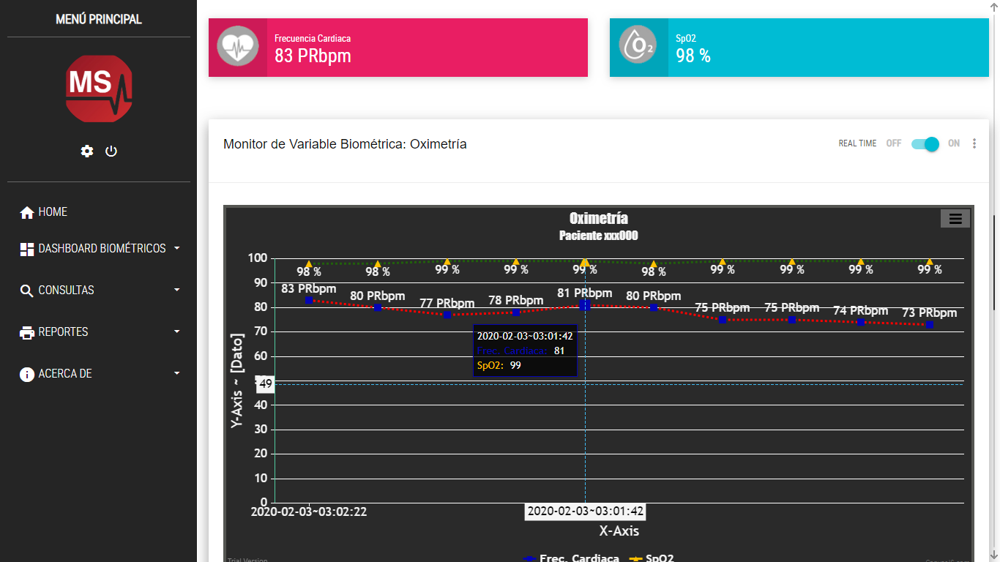 MENÚ PRINCIPAL
MS
HOME
DASHBOARD BIOMÉTRICOS
CONSULTAS
REPORTES
ACERCA DE
Frecuencia Cardiaca
83 PRbpm
O2
SpO2
98 %
Monitor de Variable Biométrica: Oximetría
REAL TIME OFF ON
Oximetría
Paciente xxx000
100
98 % 98 % 99 % 99 % 99 % 98 % 99 % 99 % 99 % 99 %
90
83 PRbpm 80 PRbpm 77 PRbpm 78 PRbpm 81 PRbpm 80 PRbpm 75 PRbpm 75 PRbpm 74 PRbpm 73 PRbpm
80
70
2020-02-03~03:01:42
Frec. Cardiaca: 81
SpO2: 99
60
49
40
30
20
10
0
Y-Axis ~ [Dato]
2020-02-03~03:02:22 2020-02-03~03:01:42
X-Axis
Frec. Cardiaca SpO2
Trial Version